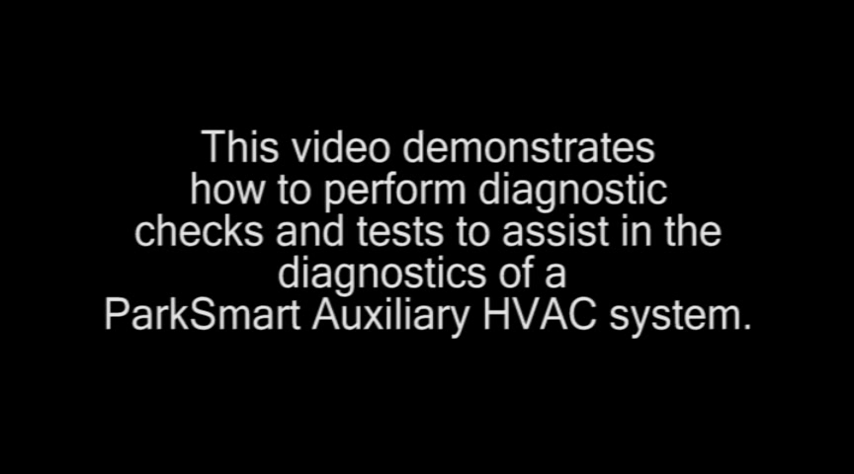 This video demonstrates
how to perform diagnostic
checks and tests to assist in the
diagnostics of a
ParkSmart Auxiliary HVAC system.